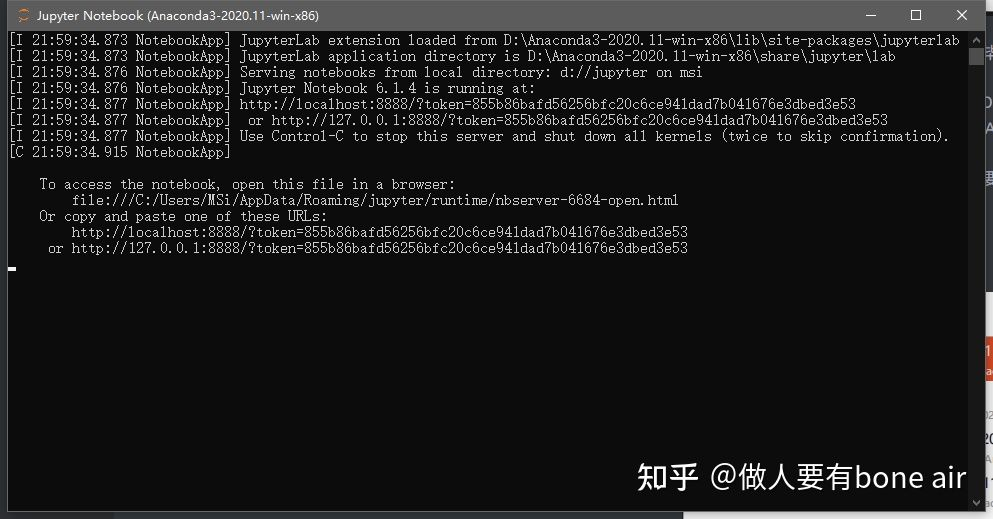 Jupyter Notebook (Anaconda3-2020.11-win-x86)
[I 21:59:34.873 NotebookApp] JupyterLab extension loaded from D:\Anaconda3-2020.11-win-x86\lib\site-packages\jupyterlab
[I 21:59:34.873 NotebookApp] JupyterLab application directory is D:\Anaconda3-2020.11-win-x86\share\jupyter\lab
[I 21:59:34.876 NotebookApp] Serving notebooks from local directory: d://jupyter on msi
[I 21:59:34.876 NotebookApp] Jupyter Notebook 6.1.4 is running at:
[I 21:59:34.877 NotebookApp] http://localhost:8888/?token=855b86bafd56256bfc20c6ce941dad7b041676e3dbed3e53
[I 21:59:34.877 NotebookApp]  or http://127.0.0.1:8888/?token=855b86bafd56256bfc20c6ce941dad7b041676e3dbed3e53
[I 21:59:34.877 NotebookApp] Use Control-C to stop this server and shut down all kernels (twice to skip confirmation).
[C 21:59:34.915 NotebookApp]
To access the notebook, open this file in a browser:
file:///C:/Users/MSi/AppData/Roaming/jupyter/runtime/nbserver-6684-open.html
Or copy and paste one of these URLs:
http://localhost:8888/?token=855b86bafd56256bfc20c6ce941dad7b041676e3dbed3e53
or http://127.0.0.1:8888/?token=855b86bafd56256bfc20c6ce941dad7b041676e3dbed3e53
知乎 @做人要有bone air